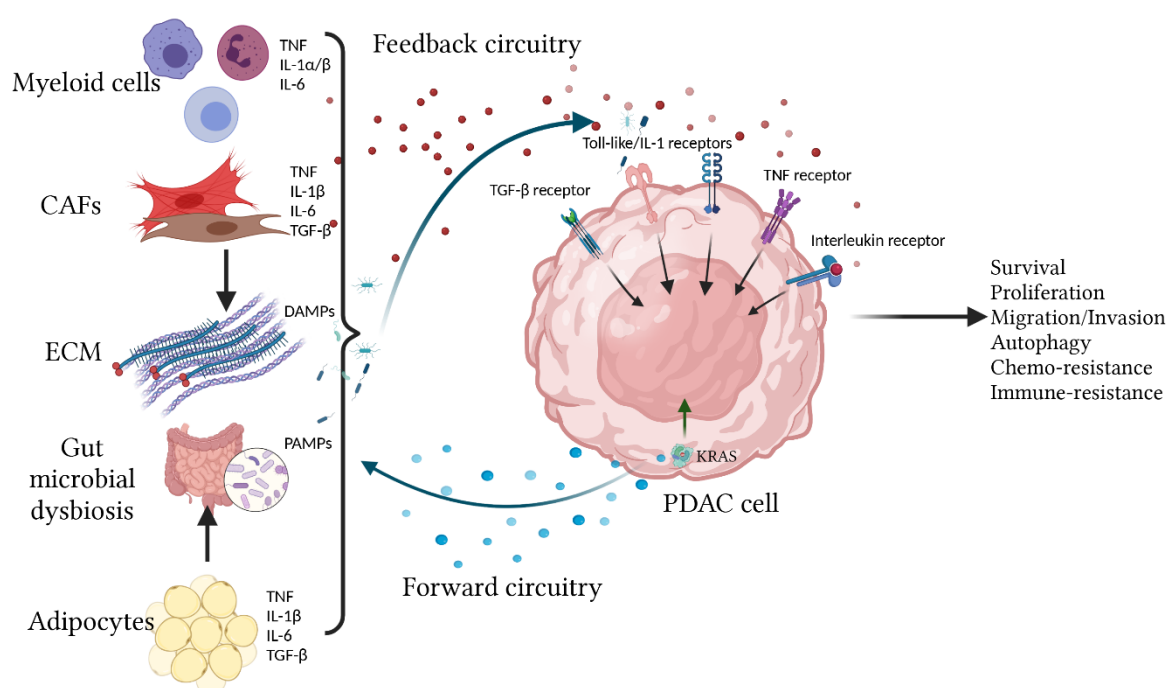 Myeloid cells
TNF
IL-1α/β
IL-6
CAFs
TNF
IL-1β
IL-6
TGF-β
ECM
DAMPs
Gut
microbial
dysbiosis
PAMPs
Adipocytes
TNF
IL-1β
IL-6
TGF-β
Feedback circuitry
Toll-like/IL-1 receptors
TGF-β receptor
TNF receptor
Interleukin receptor
KRAS
PDAC cell
Forward circuitry
Survival
Proliferation
Migration/Invasion
Autophagy
Chemo-resistance
Immune-resistance